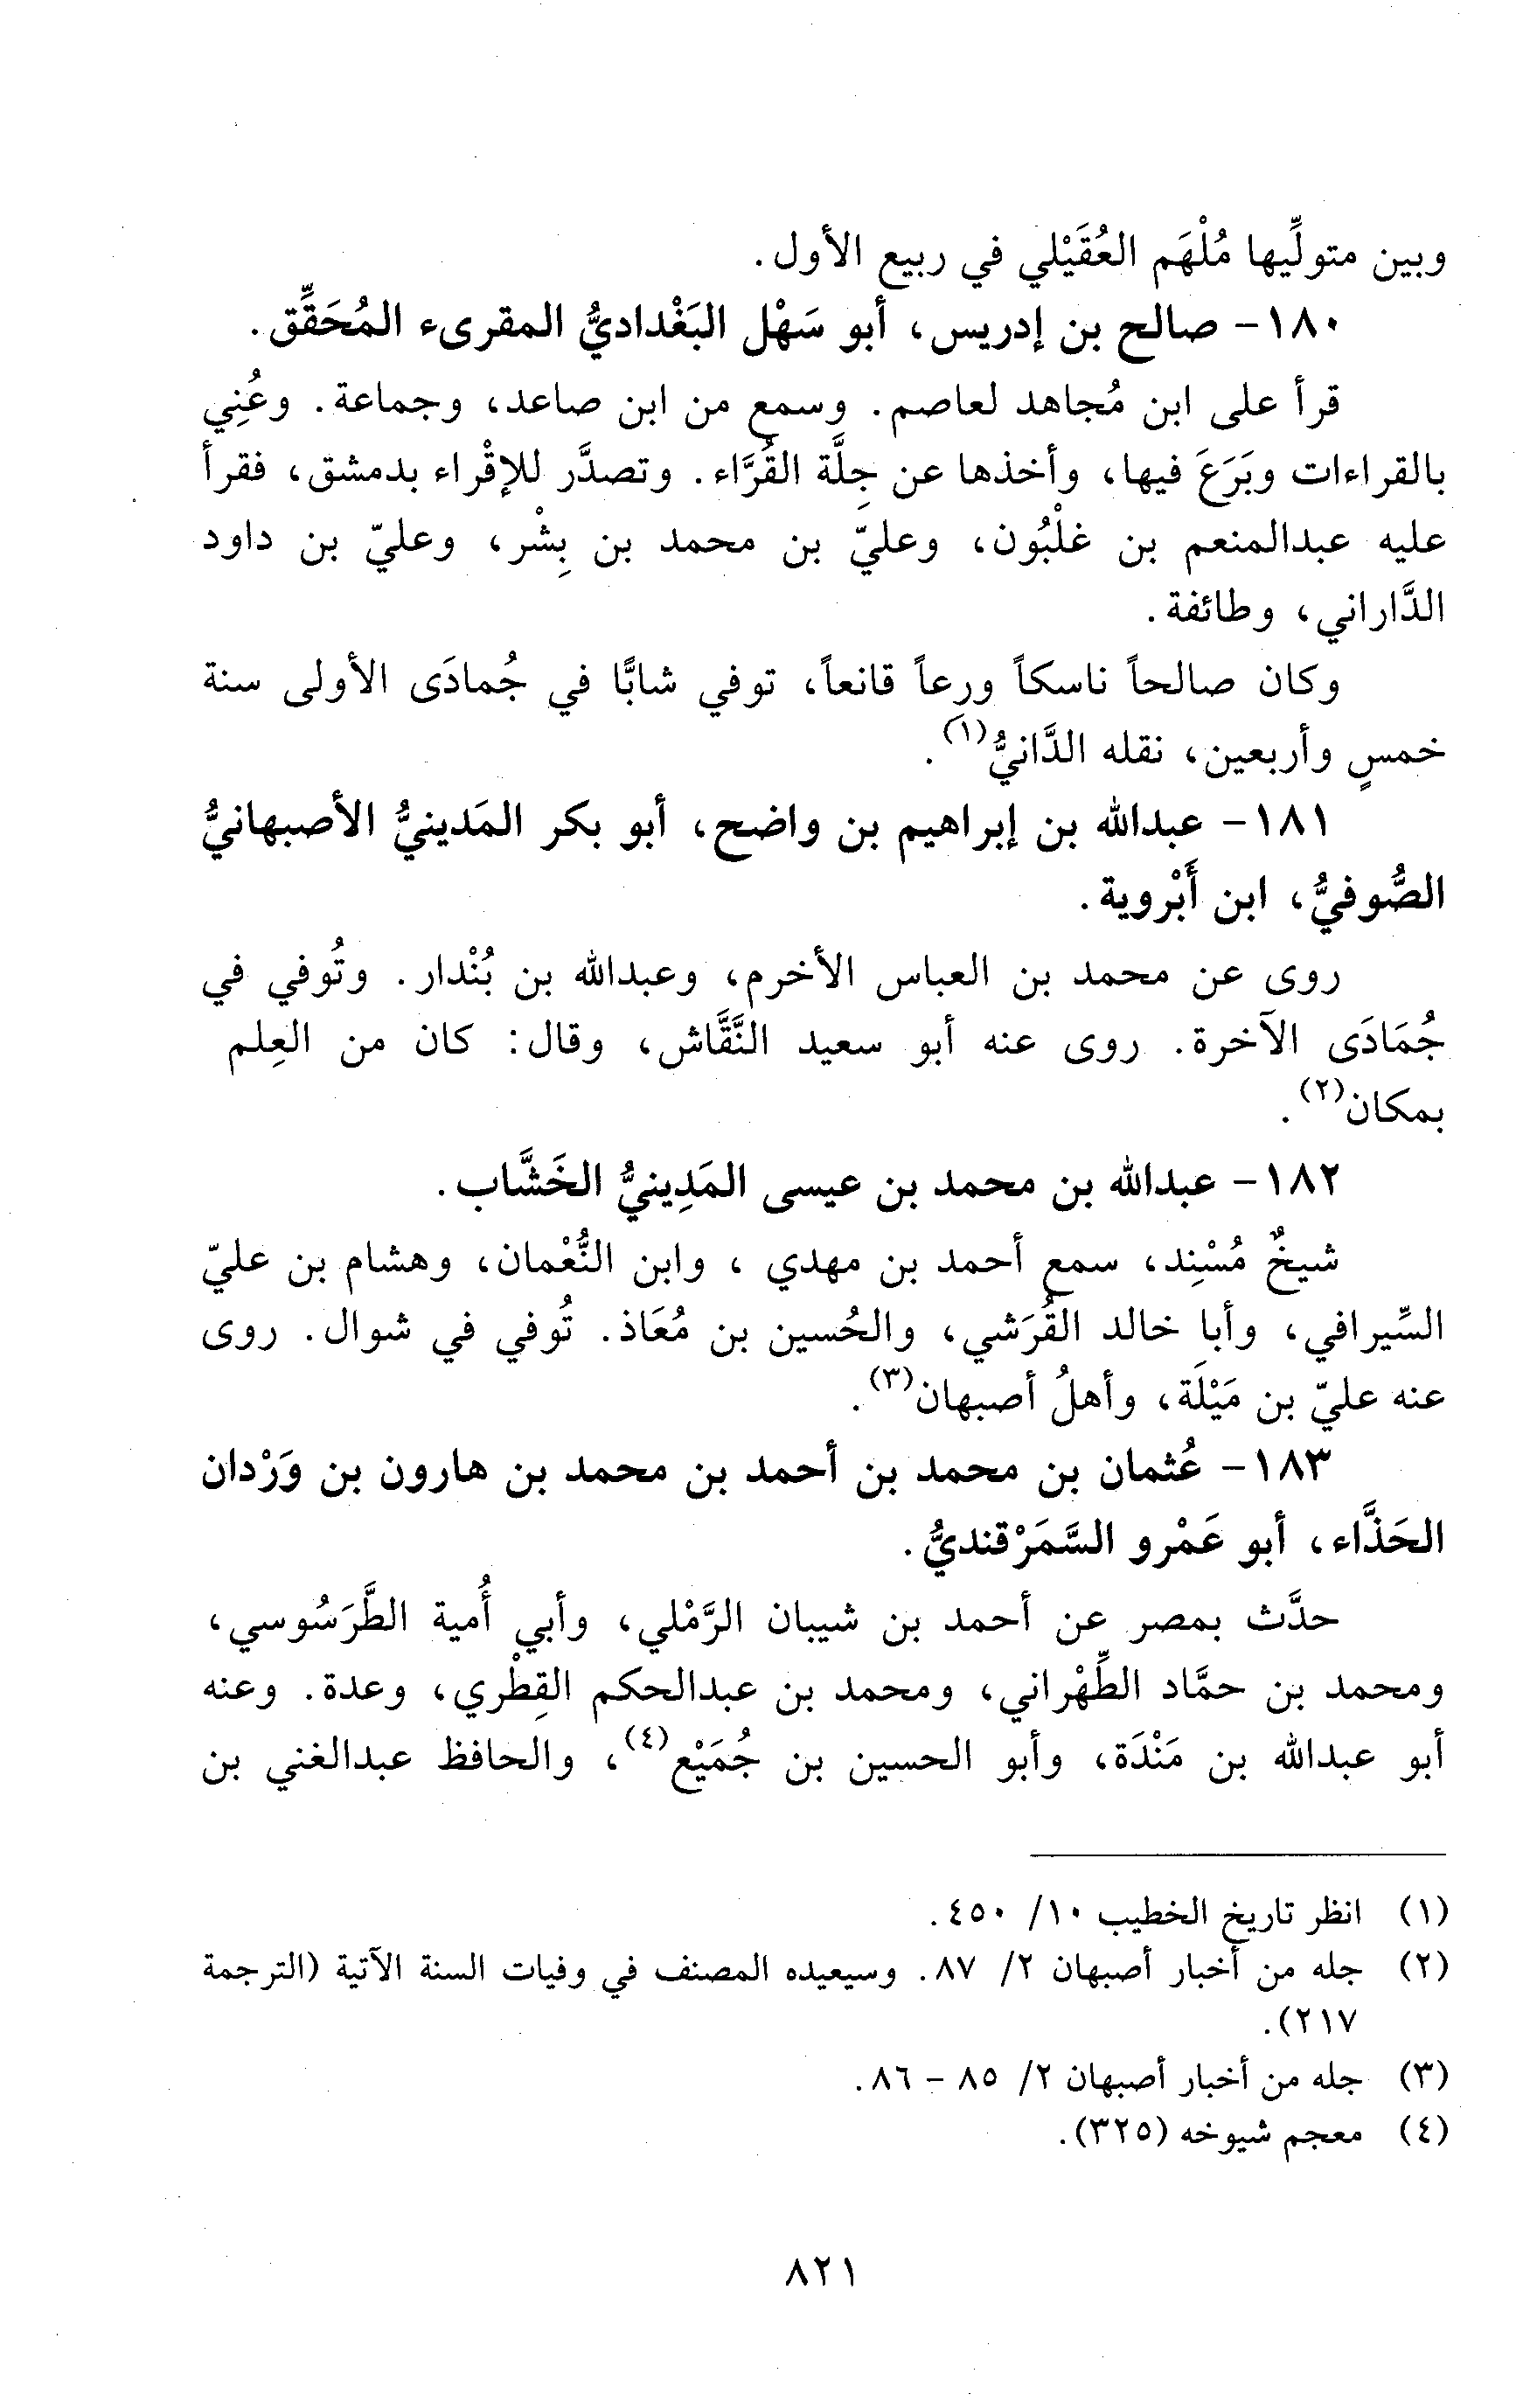 وبين متولِّيها مُلْهَم العُقَيْلي في ربيع الأول.
١٨٠- صالح بن إدريس، أبو سَهْل البَغْداديُّ المقرىء المُحَقِّق.
قرأ على ابن مُجاهد لعاصم. وسمع من ابن صاعد، وجماعة. وعُنِي
بالقراءات وبَرَعَ فيها، وأخذها عن جِلَّة القُرَّاء. وتصدَّر للإقْراء بدمشق، فقرأ
عليه عبدالمنعم بن غلْبُون، وعليّ بن محمد بن بِشْر، وعليّ بن داود
الدَّاراني، وطائفة.
وكان صالحاً ناسكاً ورِعاً قانعاً، توفي شابًّا في جُمادَى الأولى سنة
خمسٍ وأربعين، نقله الدَّانيُّ(١).
١٨١- عبدالله بن إبراهيم بن واضح، أبو بكر المَدينيُّ الأصبهانيُّ
الصُّوفيُّ، ابن أَبْروية.
روى عن محمد بن العباس الأخرم، وعبدالله بن بُنْدار. وتُوفي في
جُمَادَى الآخرة. روى عنه أبو سعيد النَّقَّاش، وقال: كان من العِلم
بمكان(٢).
١٨٢- عبدالله بن محمد بن عيسى المَدِينيُّ الخَشَّاب.
شيخٌ مُسْنِد، سمع أحمد بن مهدي ، وابن النُّعْمان، وهشام بن عليّ
السِّيرافي، وأبا خالد القُرَشي، والحُسين بن مُعَاذ. تُوفي في شوال. روى
عنه عليّ بن مَيْلَة، وأهلُ أصبهان(٣).
١٨٣- عُثمان بن محمد بن أحمد بن محمد بن هارون بن وَرْدان
الحَذَّاء، أبو عَمْرو السَّمَرْقنديُّ.
حدَّث بمصر عن أحمد بن شيبان الرَّمْلي، وأبي أُمية الطَّرَسُوسي،
ومحمد بن حمَّاد الطِّهْراني، ومحمد بن عبدالحكم القِطْري، وعدة. وعنه
أبو عبدالله بن مَنْدَة، وأبو الحسين بن جُمَيْع(٤)، والحافظ عبدالغني بن
(١) انظر تاريخ الخطيب ١٠/ ٤٥٠.
(٢) جله من أخبار أصبهان ٢/ ٨٧. وسيعيده المصنف في وفيات السنة الآتية (الترجمة
٢١٧).
(٣) جله من أخبار أصبهان ٢/ ٨٥ - ٨٦.
(٤) معجم شيوخه (٣٢٥).
٨٢١